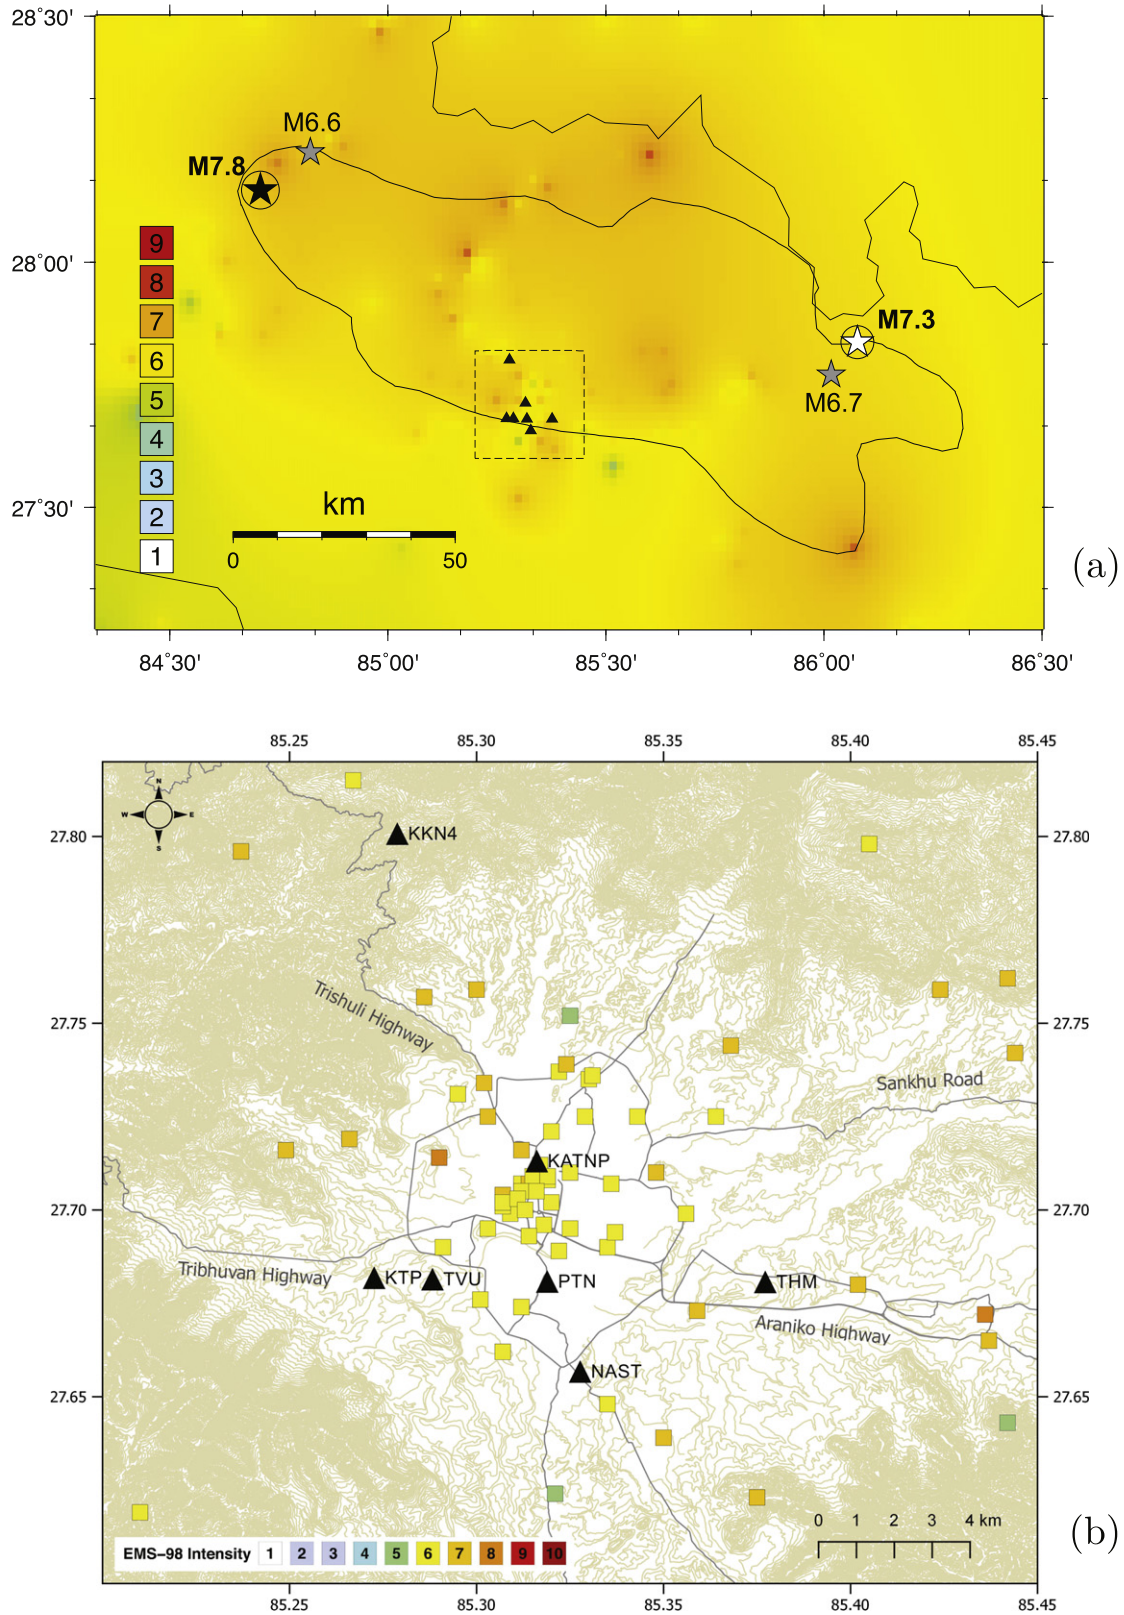 28°30'
M6.6
M7.8
9
8
28°00'
7
M7.3
6
5
M6.7
4
3
km
27°30'
2
1
0 50
(a)
84°30' 85°00' 85°30' 86°00' 86°30'
85.25 85.30 85.35 85.40 85.45
N
W E
S
27.80 KKN4 27.80
Trishuli Highway
27.75 27.75
Sankhu Road
KATNP
27.70 27.70
Tribhuvan Highway
KTP TVU PTN THM
Araniko Highway
NAST
27.65 27.65
0 1 2 3 4 km
(b)
EMS-98 Intensity 1 2 3 4 5 6 7 8 9 10
85.25 85.30 85.35 85.40 85.45